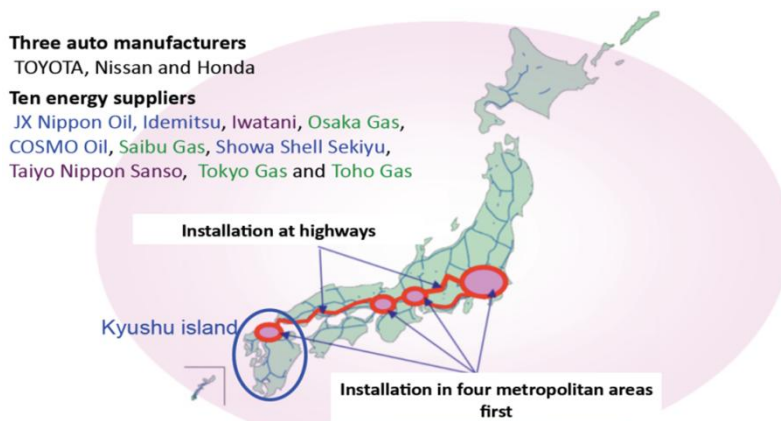 Three auto manufacturers
TOYOTA, Nissan and Honda
Ten energy suppliers
JX Nippon Oil, Idemitsu, Iwatani, Osaka Gas,
COSMO Oil, Saibu Gas, Showa Shell Sekiyu,
Taiyo Nippon Sanso, Tokyo Gas and Toho Gas
Installation at highways
Kyushu island
Installation in four metropolitan areas
first